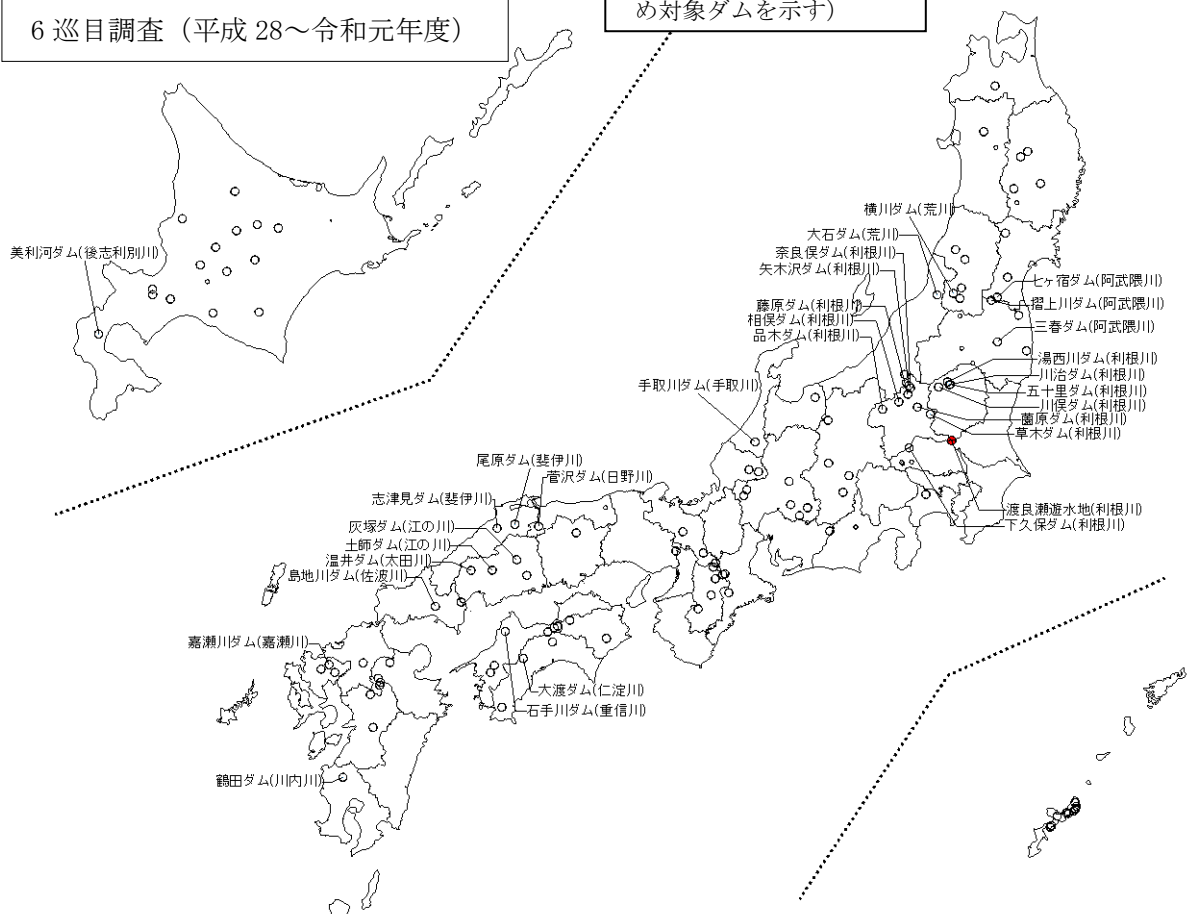 6 巡目調査（平成 28～令和元年度）
め対象ダムを示す）
美利河ダム(後志利別川)
横川ダム(荒川)
大石ダム(荒川)
奈良俣ダム(利根川)
矢木沢ダム(利根川)
藤原ダム(利根川)
相俣ダム(利根川)
品木ダム(利根川)
手取川ダム(手取川)
七ヶ宿ダム(阿武隈川)
摺上川ダム(阿武隈川)
三春ダム(阿武隈川)
湯西川ダム(利根川)
川治ダム(利根川)
五十里ダム(利根川)
川俣ダム(利根川)
薗原ダム(利根川)
草木ダム(利根川)
渡良瀬遊水地(利根川)
下久保ダム(利根川)
尾原ダム(斐伊川)
菅沢ダム(日野川)
志津見ダム(斐伊川)
灰塚ダム(江の川)
土師ダム(江の川)
温井ダム(太田川)
島地川ダム(佐波川)
嘉瀬川ダム(嘉瀬川)
大渡ダム(仁淀川)
石手川ダム(重信川)
鶴田ダム(川内川)